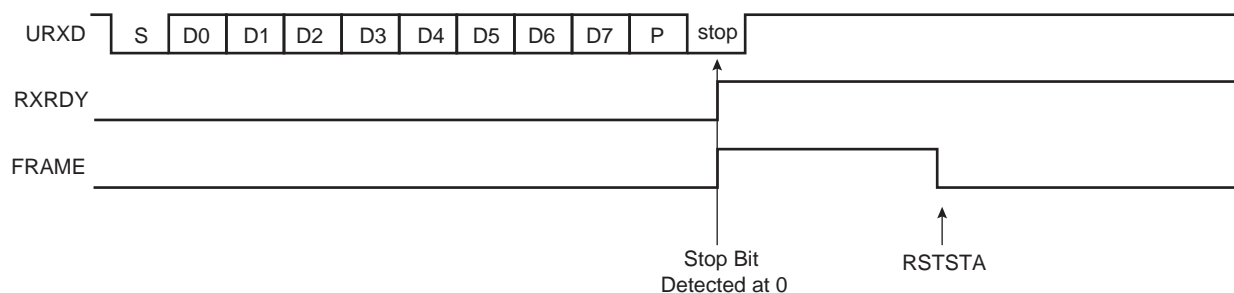 URXD S D0 D1 D2 D3 D4 D5 D6 D7 P stop
RXRDY
FRAME
Stop Bit
Detected at 0
RSTSTA